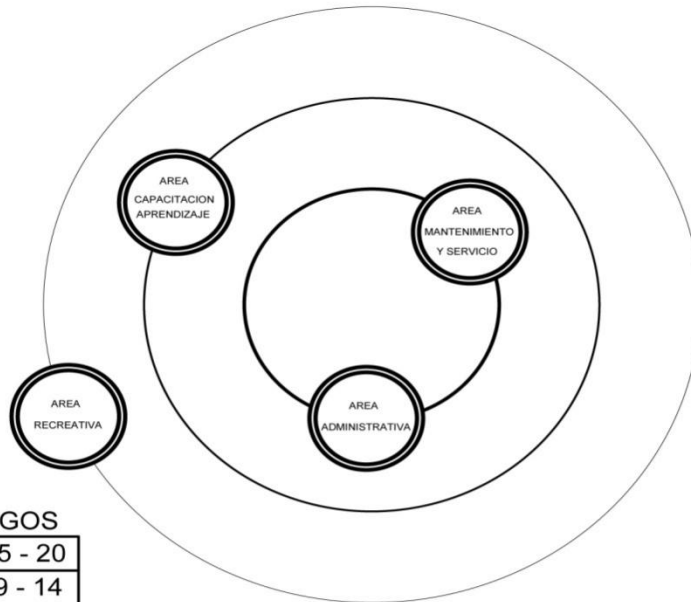 AREA
CAPACITACION
APRENDIZAJE
AREA
MANTENIMIENTO
Y SERVICIO
AREA
RECREATIVA
AREA
ADMINISTRATIVA
GOS
5 - 20
9 - 14